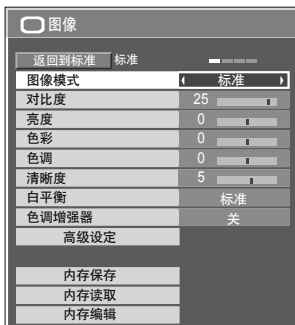 图像
返回到标准 标准
图像模式 标准
对比度 25
亮度 0
色彩 0
色调 0
清晰度 5
白平衡 标准
色调增强器 关
高级设定
内存保存
内存读取
内存编辑